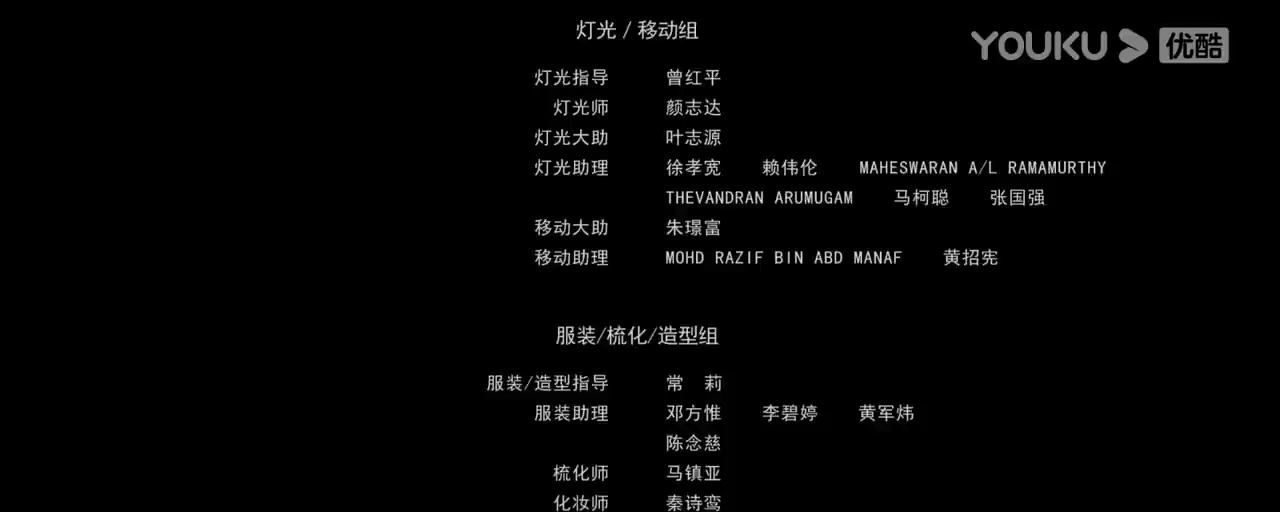 灯光 / 移动组
YOUKU 优酷
灯光指导 曾红平
灯光师 颜志达
灯光大助 叶志源
灯光助理 徐孝宽 赖伟伦 MAHESWARAN A/L RAMAMURTHY
THEVANDRAN ARUMUGAM 马柯聪 张国强
移动大助 朱璟富
移动助理 MOHD RAZIF BIN ABD MANAF 黄招宪
服装/梳化/造型组
服装/造型指导 常 莉
服装助理 邓方惟 李碧婷 黄军炜
陈念慈
梳化师 马镇亚
化妆师 秦诗鸾